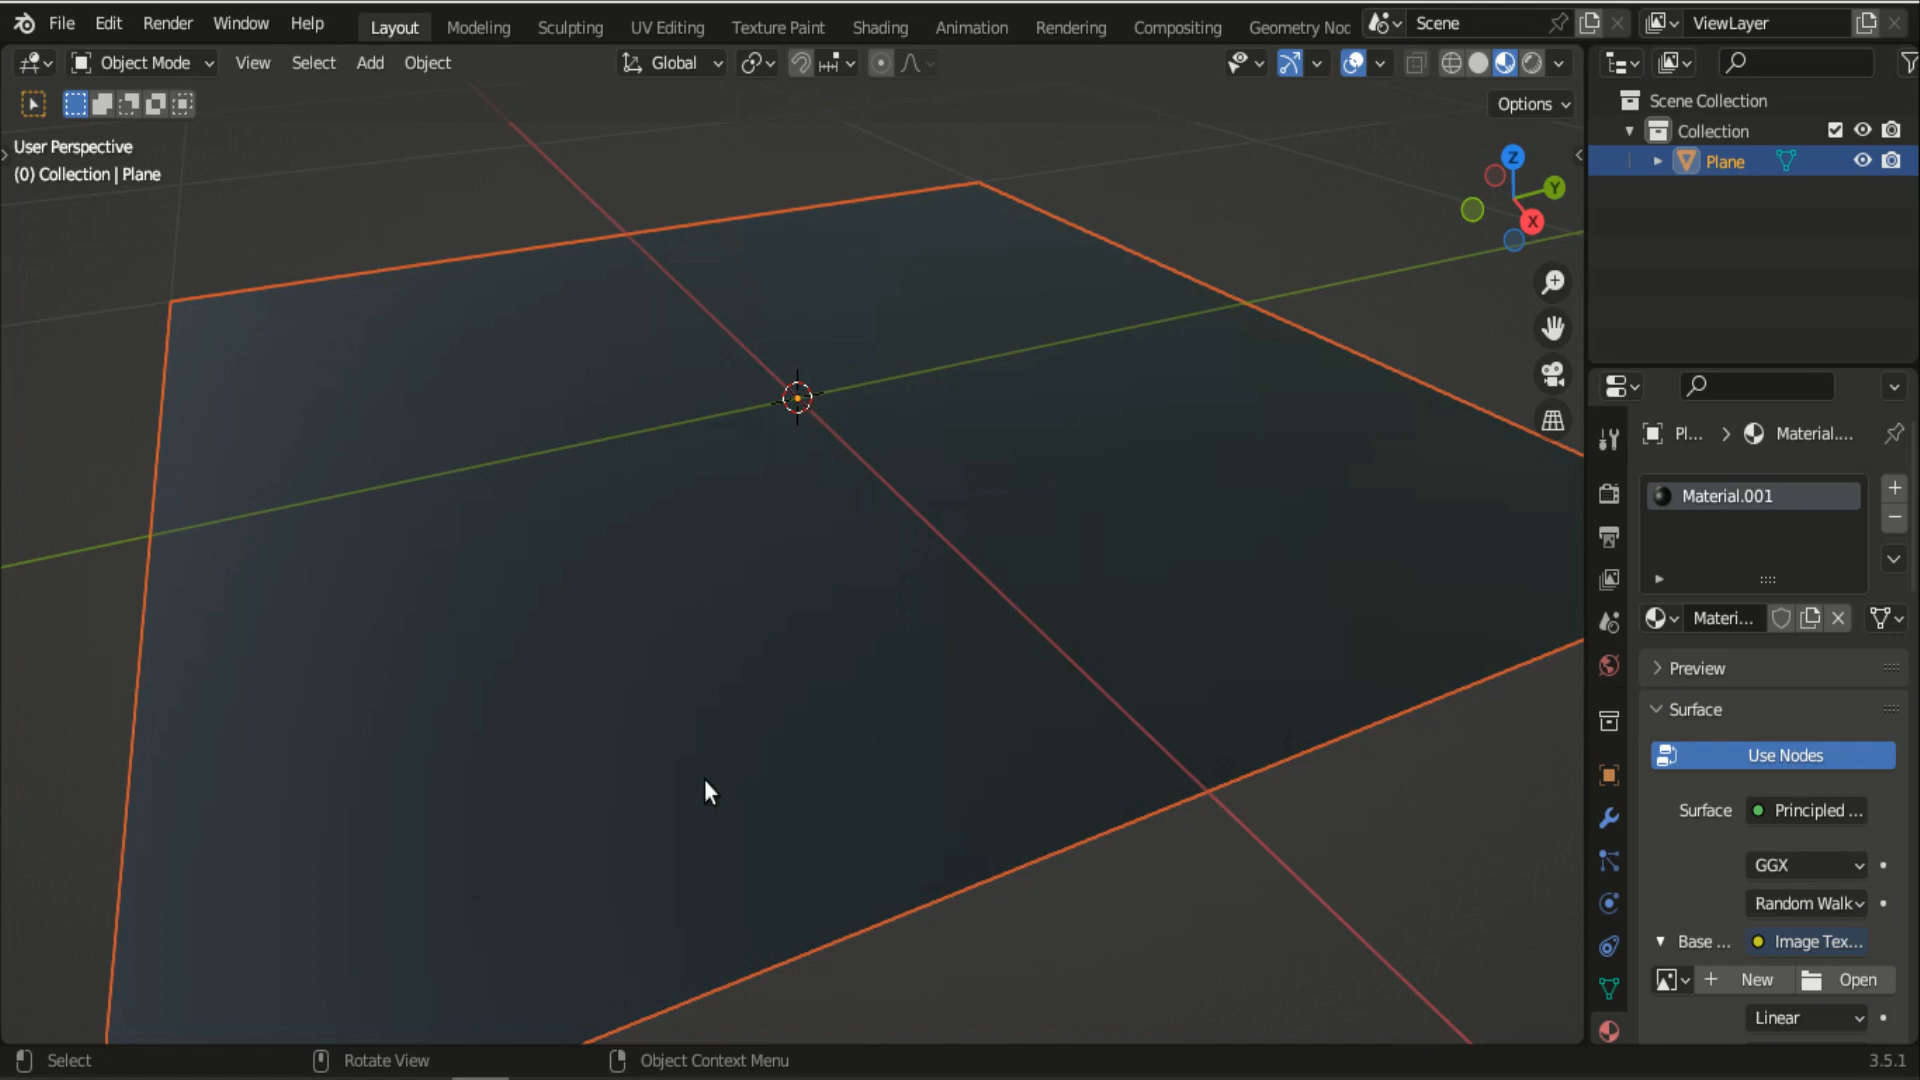 File Edit Render Window Help Layout Modeling Sculpting UV Editing Texture Paint Shading Animation Rendering Compositing Geometry Noc Scene ViewLayer
Object Mode View Select Add Object Global
Options
User Perspective
(0) Collection | Plane
Z
Y
X
Scene Collection
Collection
Plane
Pl... Material....
Material.001
Materi...
Preview
Surface
Use Nodes
Surface Principled ...
GGX
Random Walk
Base ... Image Tex...
New Open
Linear
Select Rotate View Object Context Menu 3.5.1